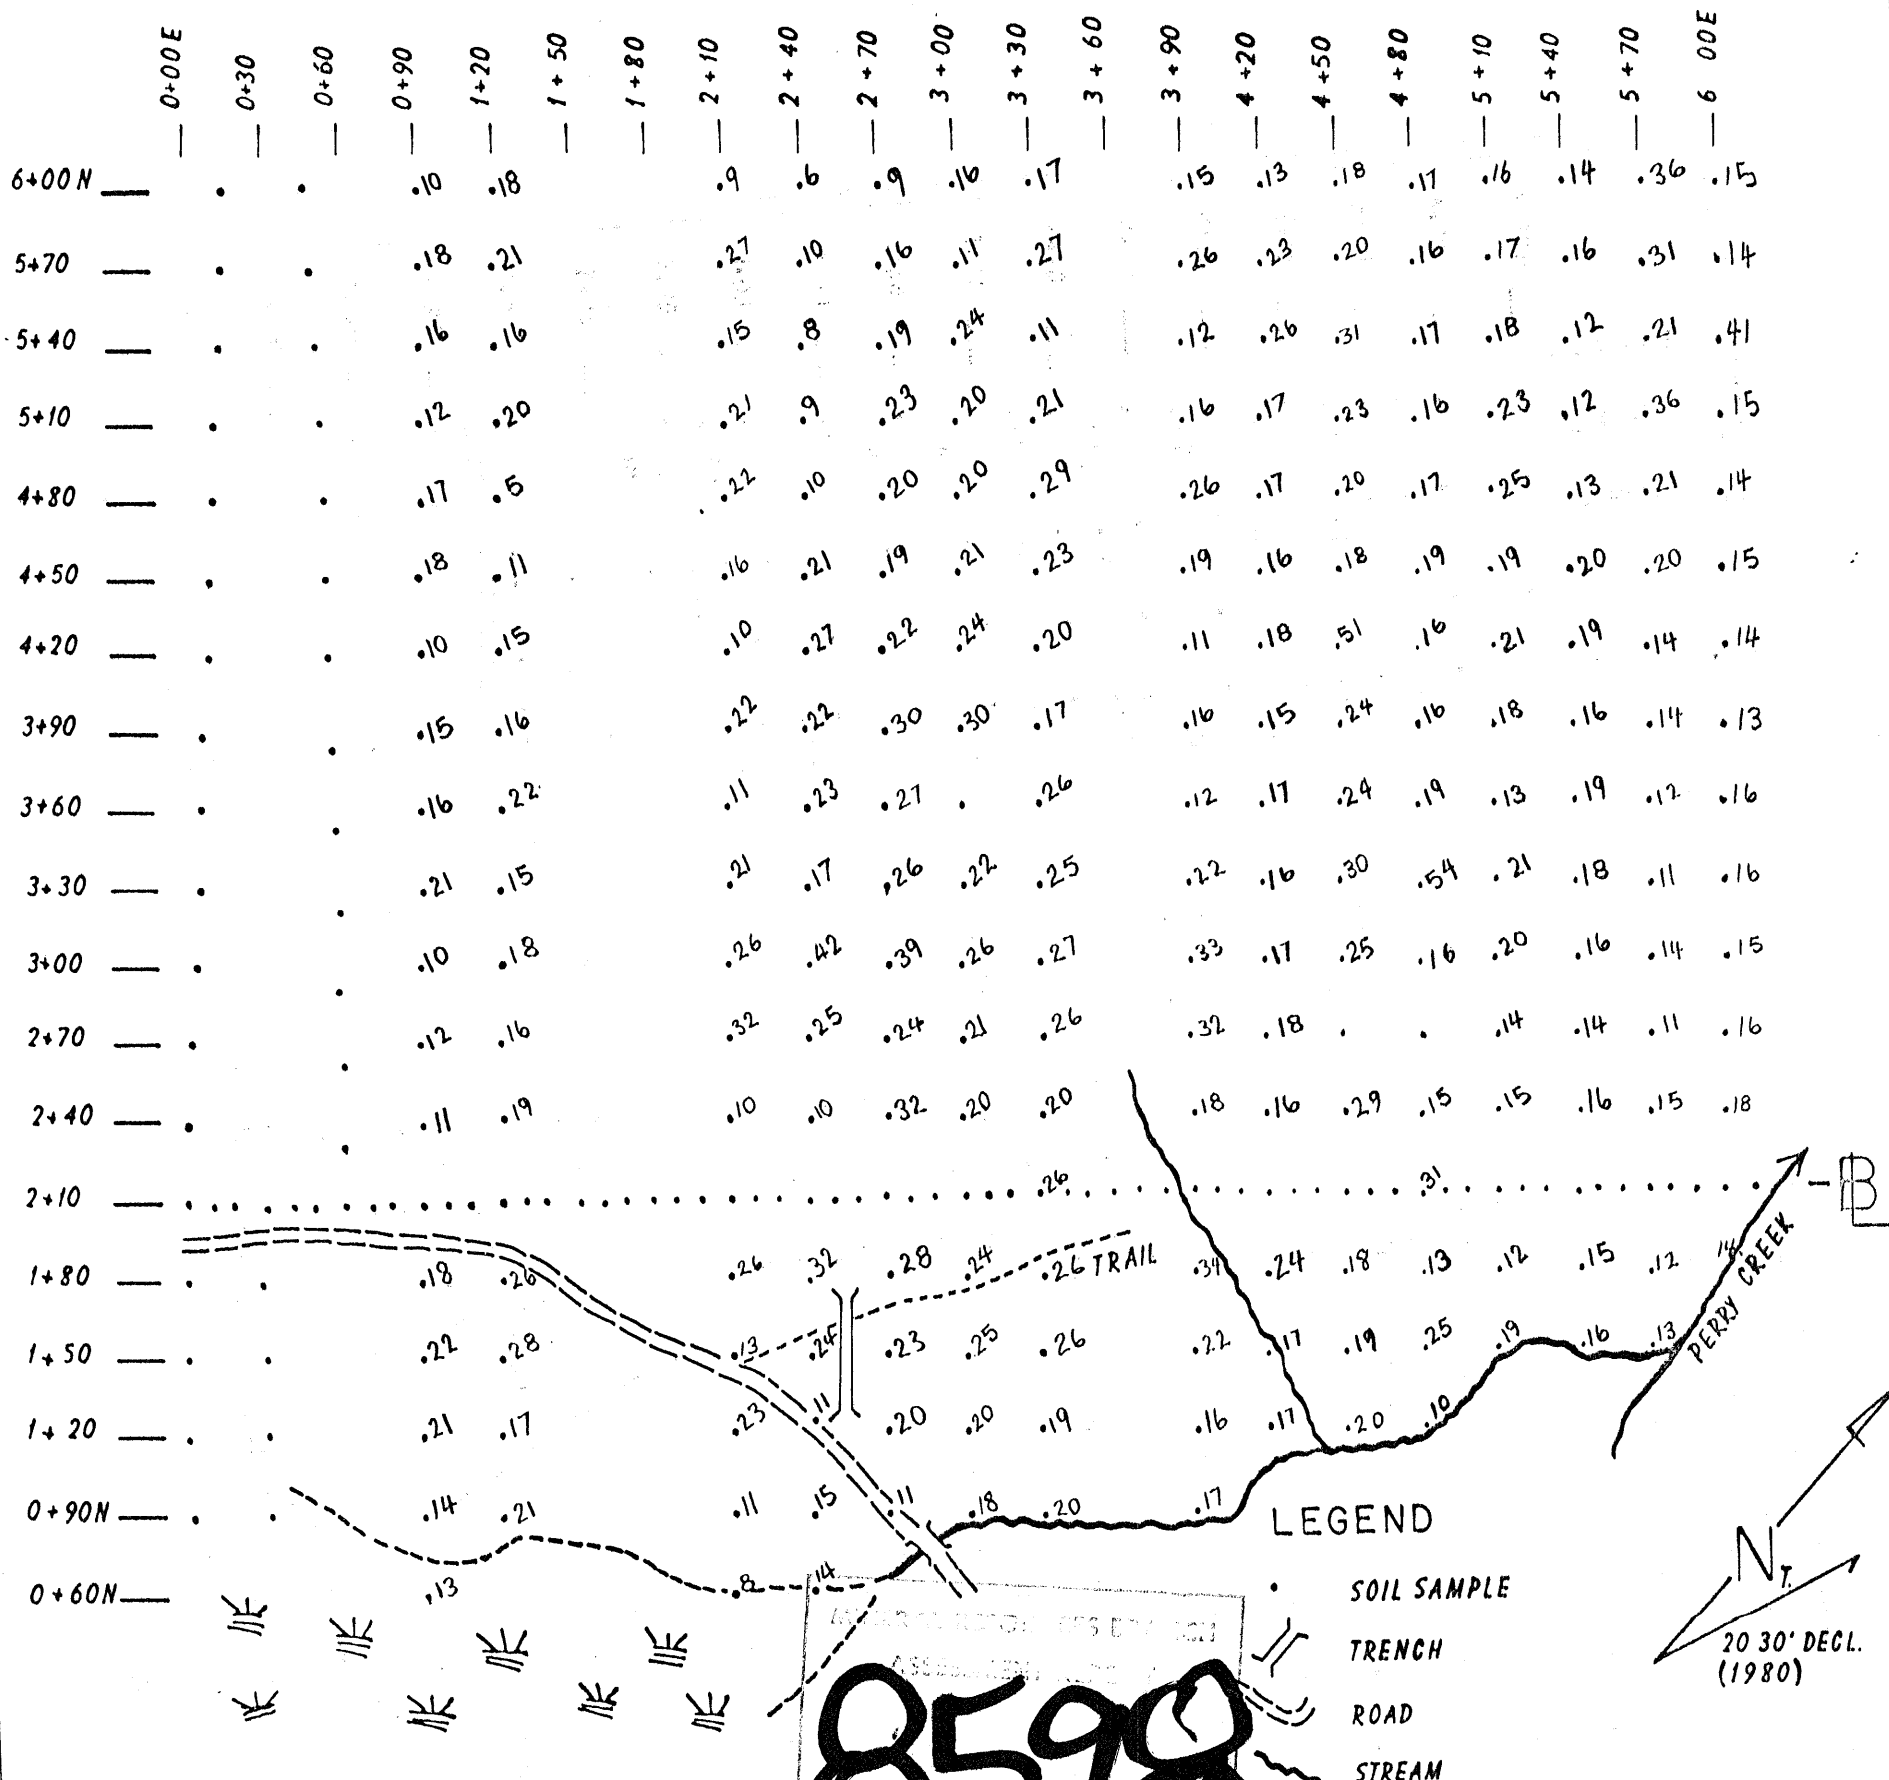 0+00E 0+30 0+60 0+90 1+20 1+50 1+80 2+10 2+40 2+70 3+00 3+30 3+60 3+90 4+20 4+50 4+80 5+10 5+40 5+70 6 00E
6+00N .10 .18 .9 .6 .9 .16 .17 .15 .13 .18 .17 .16 .14 .36 .15
5+70 .18 .21 .27 .10 .16 .11 .27 .26 .23 .20 .16 .17 .16 .31 .14
5+40 .16 .16 .15 .8 .19 .24 .11 .12 .26 .31 .17 .18 .12 .21 .41
5+10 .12 .20 .21 .9 .23 .20 .21 .16 .17 .23 .16 .23 .12 .36 .15
4+80 .17 .5 .22 .10 .20 .20 .29 .26 .17 .20 .17 .25 .13 .21 .14
4+50 .18 .11 .16 .21 .19 .21 .23 .19 .16 .18 .19 .19 .20 .20 .15
4+20 .10 .15 .10 .27 .22 .24 .20 .11 .18 .51 .16 .21 .19 .14 .14
3+90 .15 .16 .22 .22 .30 .30 .17 .16 .15 .24 .16 .18 .16 .14 .13
3+60 .16 .22 .11 .23 .27 . .26 .12 .17 .24 .19 .13 .19 .12 .16
3+30 .21 .15 .21 .17 .26 .22 .25 .22 .16 .30 .54 .21 .18 .11 .16
3+00 .10 .18 .26 .42 .39 .26 .27 .33 .17 .25 .16 .20 .16 .14 .15
2+70 .12 .16 .32 .25 .24 .21 .26 .32 .18 . . .14 .14 .11 .16
2+40 .11 .19 .10 .10 .32 .20 .20 .18 .16 .29 .15 .15 .16 .15 .18
2+10 .26 .31 B
1+80 .18 .26 .26 .32 .28 .24 .26 TRAIL .34 .24 .18 .13 .12 .15 .12
1+50 .22 .28 .13 .24 .23 .25 .26 .22 .17 .19 .25 .19 .16 .13
PERRY CREEK
1+20 .21 .17 .23 .11 .20 .20 .19 .16 .17 .20 .10
0+90N .14 .21 .11 .15 .11 .18 .20 .17
LEGEND
0+60N .13 .8 .14
. SOIL SAMPLE
TRENCH
ROAD
STREAM
N T.
20 30' DECL.
(1980)
8598